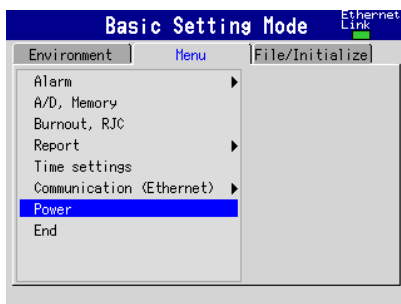 Basic Setting Mode
Ethernet
Link
Environment
Menu
File/Initialize
Alarm
A/D, Memory
Burnout, RJC
Report
Time settings
Communication (Ethernet)
Power
End